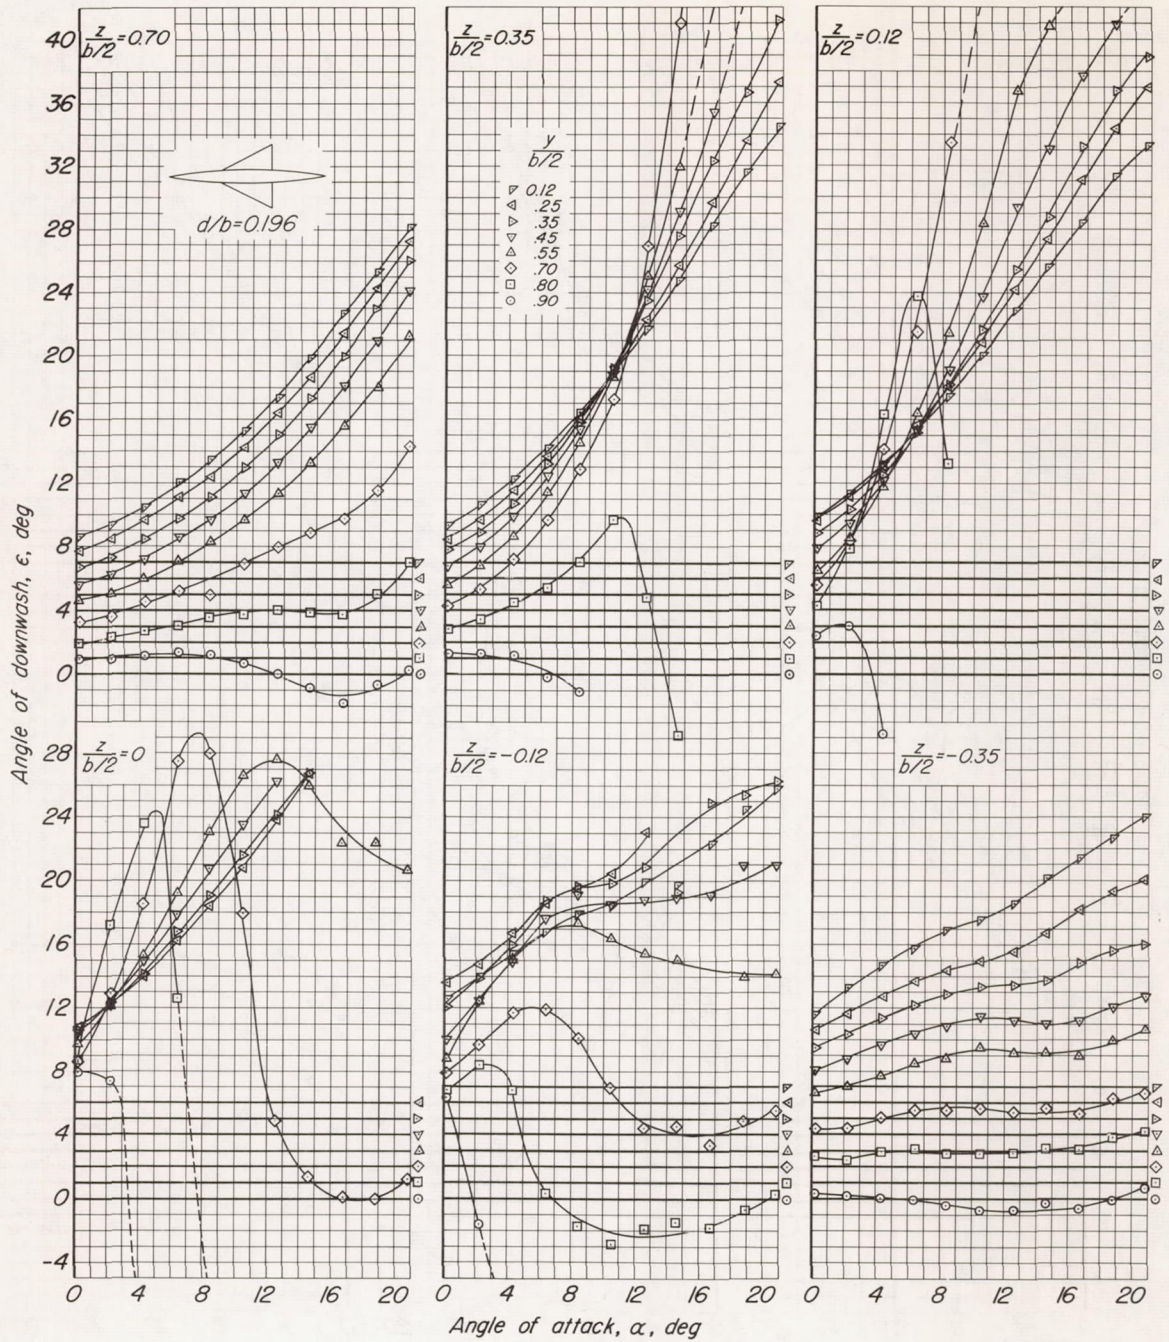 z/b/2 =0.70
z/b/2 =0.35
z/b/2 =0.12
40
36
32
28
24
20
16
12
8
4
0
d/b=0.196
y/b/2
0.12
.25
.35
.45
.55
.70
.80
.90
Angle of downwash, ϵ, deg
z/b/2 =0
z/b/2 =-0.12
z/b/2 =-0.35
28
24
20
16
12
8
4
0
-4
0 4 8 12 16 20
0 4 8 12 16 20
0 4 8 12 16 20
Angle of attack, α, deg